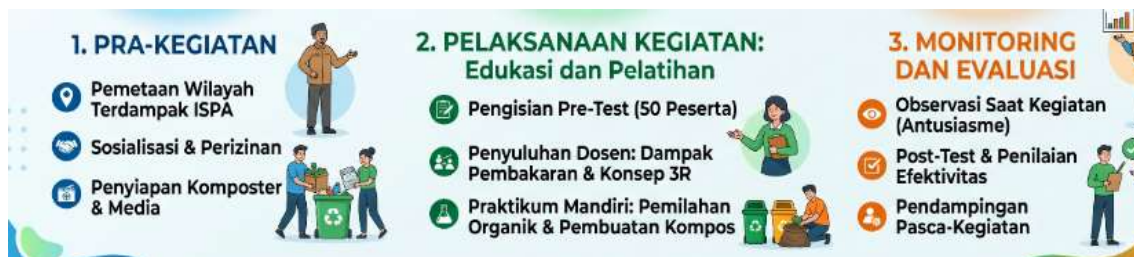 1. PRA-KEGIATAN
Pemetaan Wilayah
Terdampak ISPA
Sosialisasi & Perizinan
Penyiapan Komposter
& Media
2. PELAKSANAAN KEGIATAN:
Edukasi dan Pelatihan
Pengisian Pre-Test (50 Peserta)
Penyuluhan Dosen: Dampak
Pembakaran & Konsep 3R
Praktikum Mandiri: Pemilahan
Organik & Pembuatan Kompos
3. MONITORING
DAN EVALUASI
Observasi Saat Kegiatan
(Antusiasme)
Post-Test & Penilaian
Efektivitas
Pendampingan
Pasca-Kegiatan